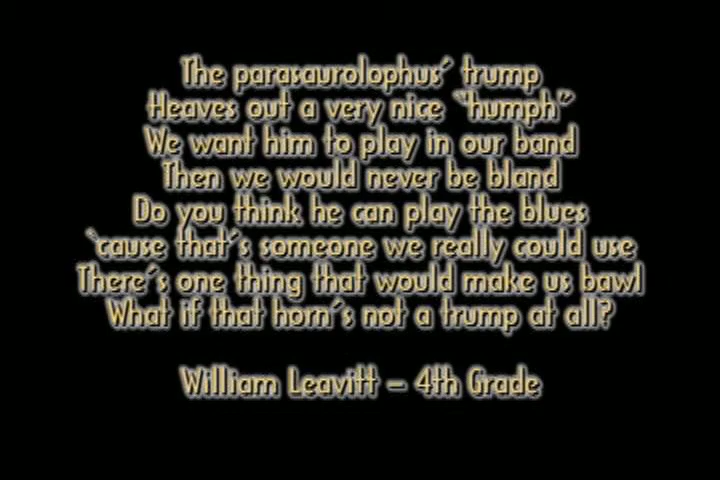 The parasaurolophus' trump
Heaves out a very nice "humph"
We want him to play in our band
Then we would never be bland
Do you think he can play the blues
'cause that's someone we really could use
There's one thing that would make us bawl
What if that horn's not a trump at all?
William Leavitt – 4th Grade